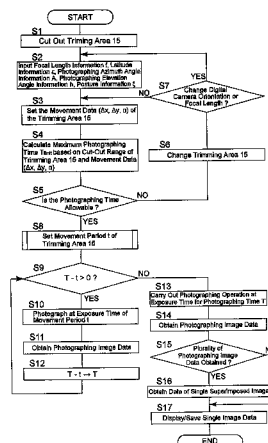 START
S1
Cut Out Triming Area 15
S2
Input Focal Length Information f, Latitude
Information ε, Photographing Azimuth Angle
Information A, Photographing Elevation
Angle Information h, Posture Information ξ
S3
Set the Movement Data (Δx, Δy, α) of
the Trimming Area 15
S4
Calculate Maximum Photographing
Time T based on Cut-Out Range of
Trimming Area 15 and Movement Data
(Δx, Δy, α)
S5
Is the Photographing Time
Allowable ?
NO
YES
S6
Change Trimming Area 15
S7
Change Digital
Camera Orientation or
Focal Length ?
YES
NO
S8
Set Movement Period t of
Trimming Area 15
S9
T - t > 0 ?
NO
YES
S10
Photograph at Exposure Time of
Movement Period t
S11
Obtain Photographing Image Data
S12
T - t → T
S13
Carry Out Photographing Operation at
Exposure Time for Photographing Time T
S14
Obtain Photographing Image Data
S15
Plurality of
Photographing Image
Data Obtained ?
YES
S16
Obtain Data of Single Superimposed Image
S17
Display/Save Single Image Data
END